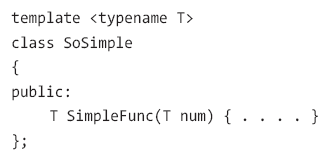 template <typename T>
class SoSimple
{
public:
    T SimpleFunc(T num) { . . . . }
};